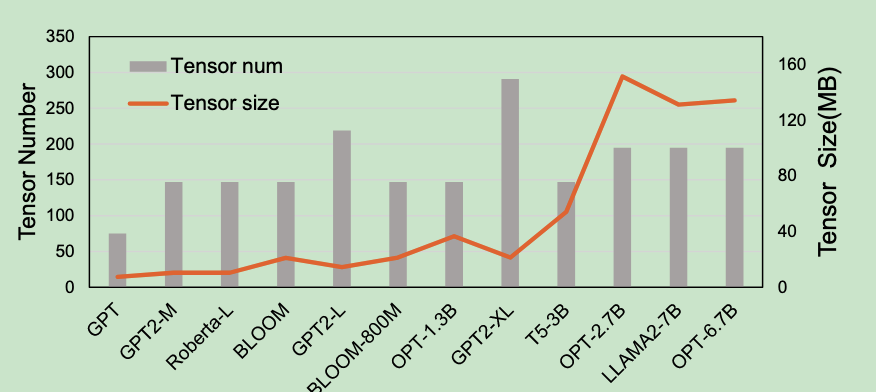 350
300
250
200
150
100
50
0
Tensor Number
Tensor num
Tensor size
160
120
80
40
0
Tensor Size(MB)
GPT
GPT2-M
Roberta-L
BLOOM
GPT2-L
BLOOM-800M
OPT-1.3B
GPT2-XL
T5-3B
OPT-2.7B
LLAMA2-7B
OPT-6.7B